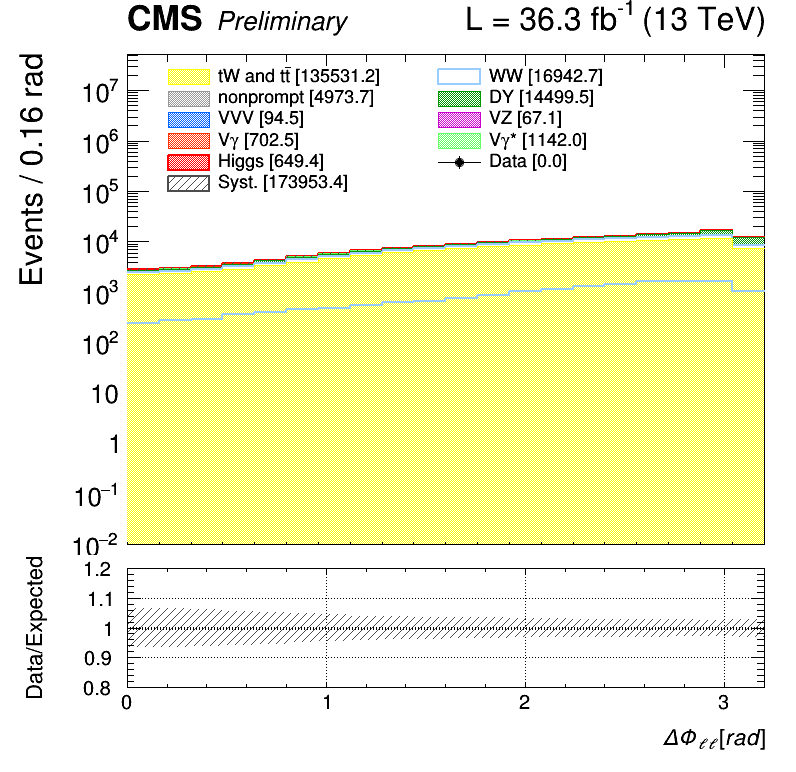 CMS Preliminary L = 36.3 fb⁻¹ (13 TeV)
Events / 0.16 rad
tW and tt̄ [135531.2] WW [16942.7]
nonprompt [4973.7] DY [14499.5]
VVV [94.5] VZ [67.1]
Vγ [702.5] Vγ* [1142.0]
Higgs [649.4] Data [0.0]
Syst. [173953.4]
10⁷
10⁶
10⁵
10⁴
10³
10²
10
1
10⁻¹
10⁻²
Data/Expected
1.2
1.1
1
0.9
0.8
0 1 2 3
ΔΦℓℓ[rad]